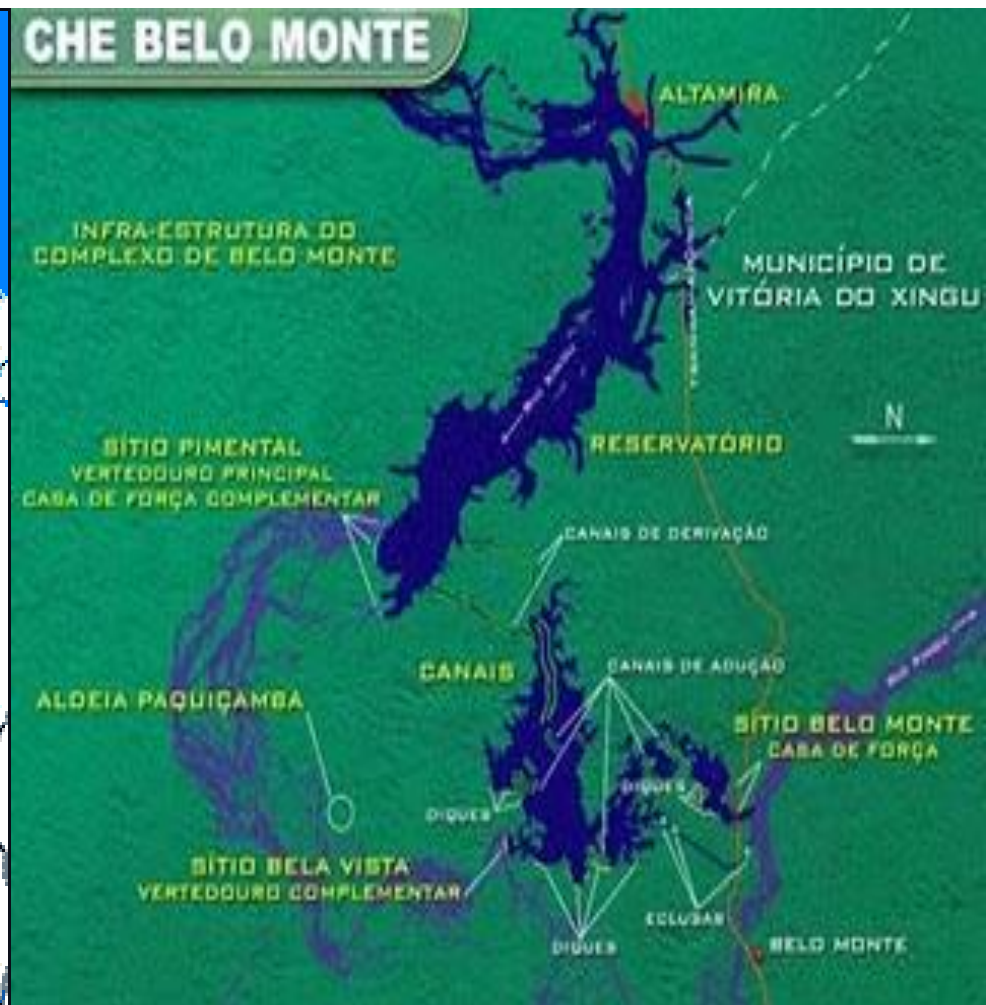 CHE BELO MONTE
ALTAMIRA
INFRA-ESTRUTURA DO
COMPLEXO DE BELO MONTE
MUNICÍPIO DE
VITÓRIA DO XINGU
N
SÍTIO PIMENTAL
VERTEDOURO PRINCIPAL
CASA DE FORÇA COMPLEMENTAR
RESERVATÓRIO
CANAIS DE DERIVAÇÃO
CANAIS
CANAIS DE ADUÇÃO
ALDEIA PAQUIÇAMBA
SÍTIO BELO MONTE
CASA DE FORÇA
DIQUES
DIQUES
SÍTIO BELA VISTA
VERTEDOURO COMPLEMENTAR
ECLUSAS
DIQUES
BELO MONTE